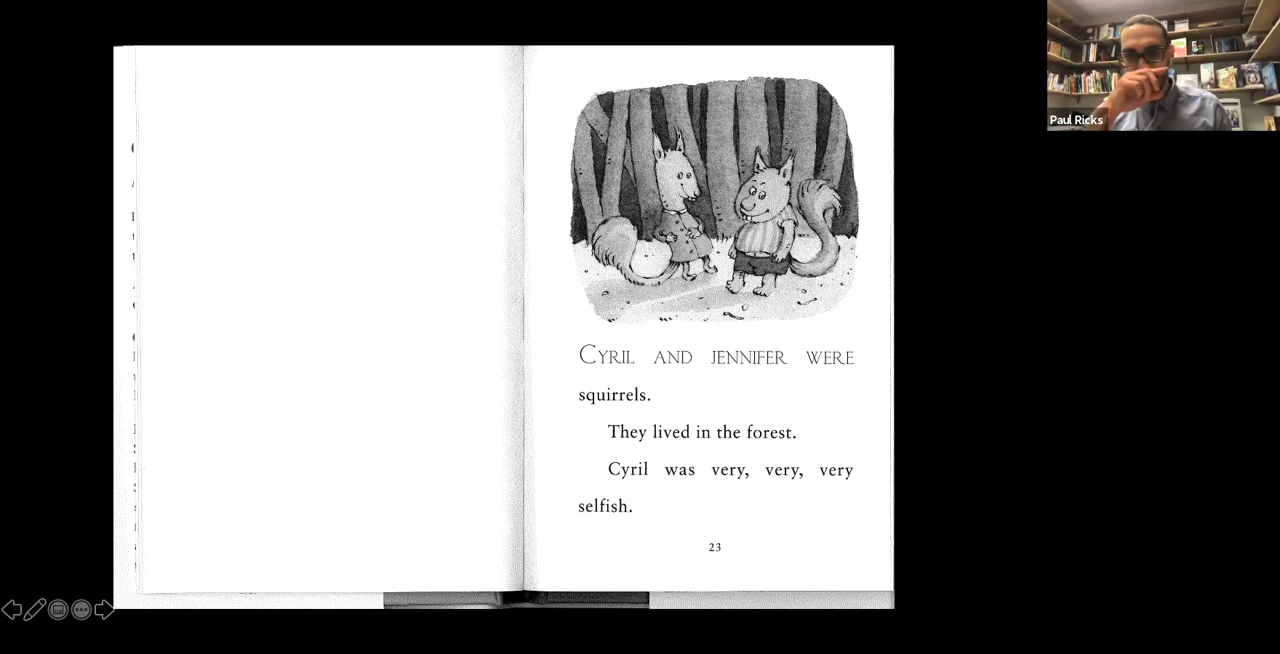 CYRIL AND JENNIFER WERE
squirrels.
They lived in the forest.
Cyril was very, very, very
selfish.
23
Paul Ricks